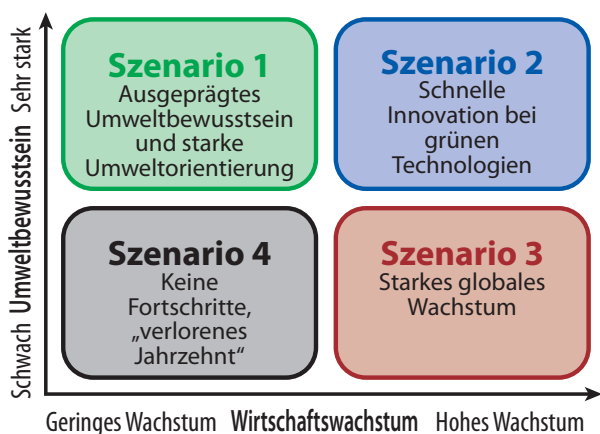 Szenario 1
Ausgeprägtes
Umweltbewusstsein
und starke
Umweltorientierung
Szenario 2
Schnelle
Innovation bei
grünen
Technologien
Szenario 4
Keine
Fortschritte,
„verlorenes
Jahrzehnt“
Szenario 3
Starkes globales
Wachstum
Schwach Umweltbewusstsein Sehr stark
Geringes Wachstum Wirtschaftswachstum Hohes Wachstum